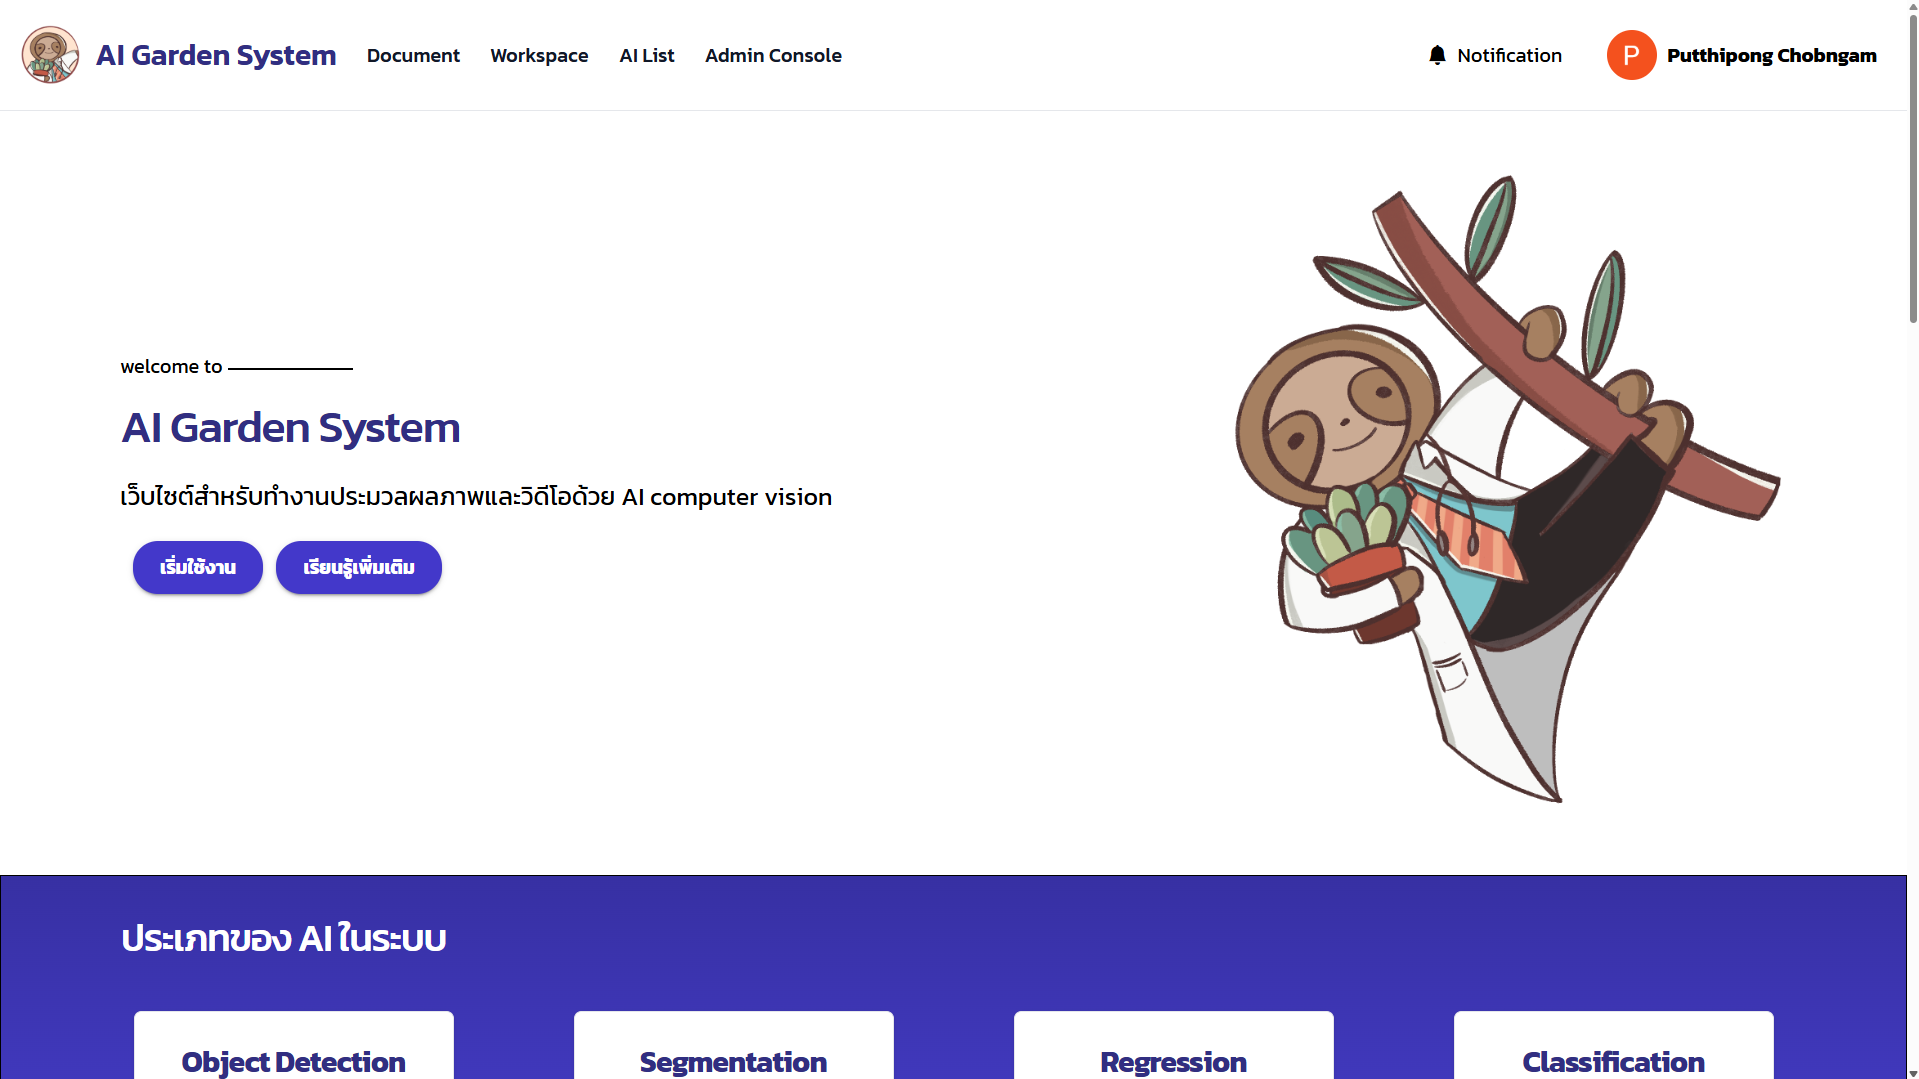 AI Garden System Document Workspace AI List Admin Console Notification P Putthipong Chobngam
welcome to
AI Garden System
เว็บไซต์สำหรับทำงานประมวลผลภาพและวิดีโอด้วย AI computer vision
เริ่มใช้งาน เรียนรู้เพิ่มเติม
ประเภทของ AI ในระบบ
Object Detection Segmentation Regression Classification